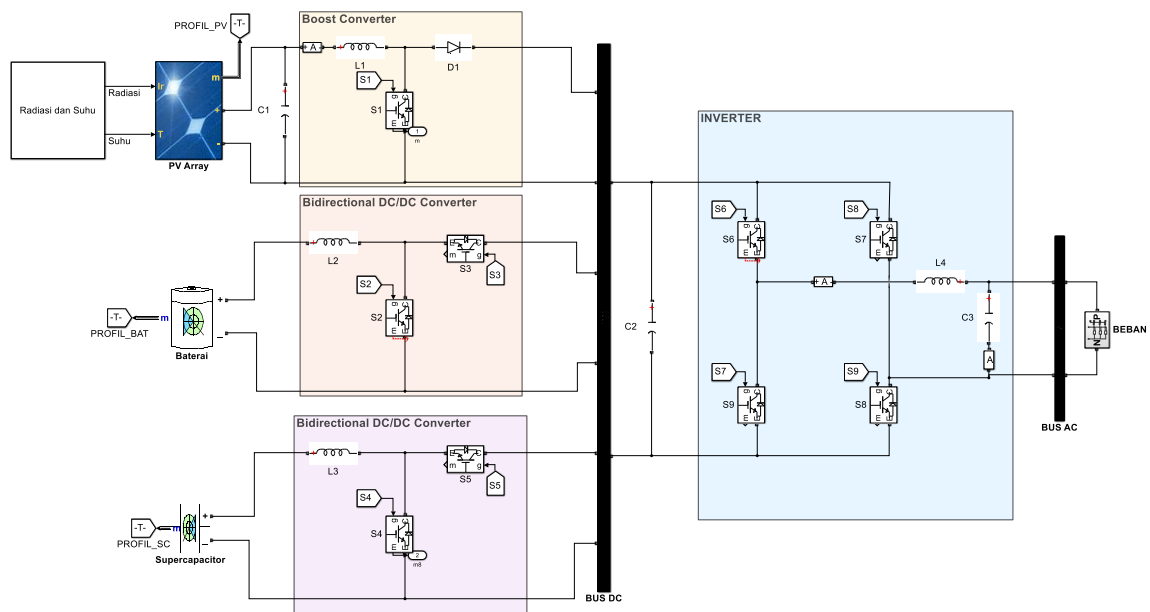 Boost Converter
PROFIL_PV
-T-
A
L1
D1
Radiasi dan Suhu
Radiasi
Suhu
Ir
T
m
+
-
PV Array
C1
S1
g
C
S1
m
E
1
m
Bidirectional DC/DC Converter
L2
E
C
m
g
S3
S3
S2
g
C
S2
m
E
-T-
PROFIL_BAT
m
+
_
Baterai
Bidirectional DC/DC Converter
L3
E
C
m
g
S5
S5
S4
g
C
S4
m
E
2
m8
-T-
PROFIL_SC
m
+
_
Supercapacitor
BUS DC
C2
INVERTER
S6
g
C
S6
m
E
S8
g
C
S7
m
E
+ A
L4
C3
A
S7
g
C
S9
m
E
S9
g
C
S8
m
E
BUS AC
N
P
BEBAN